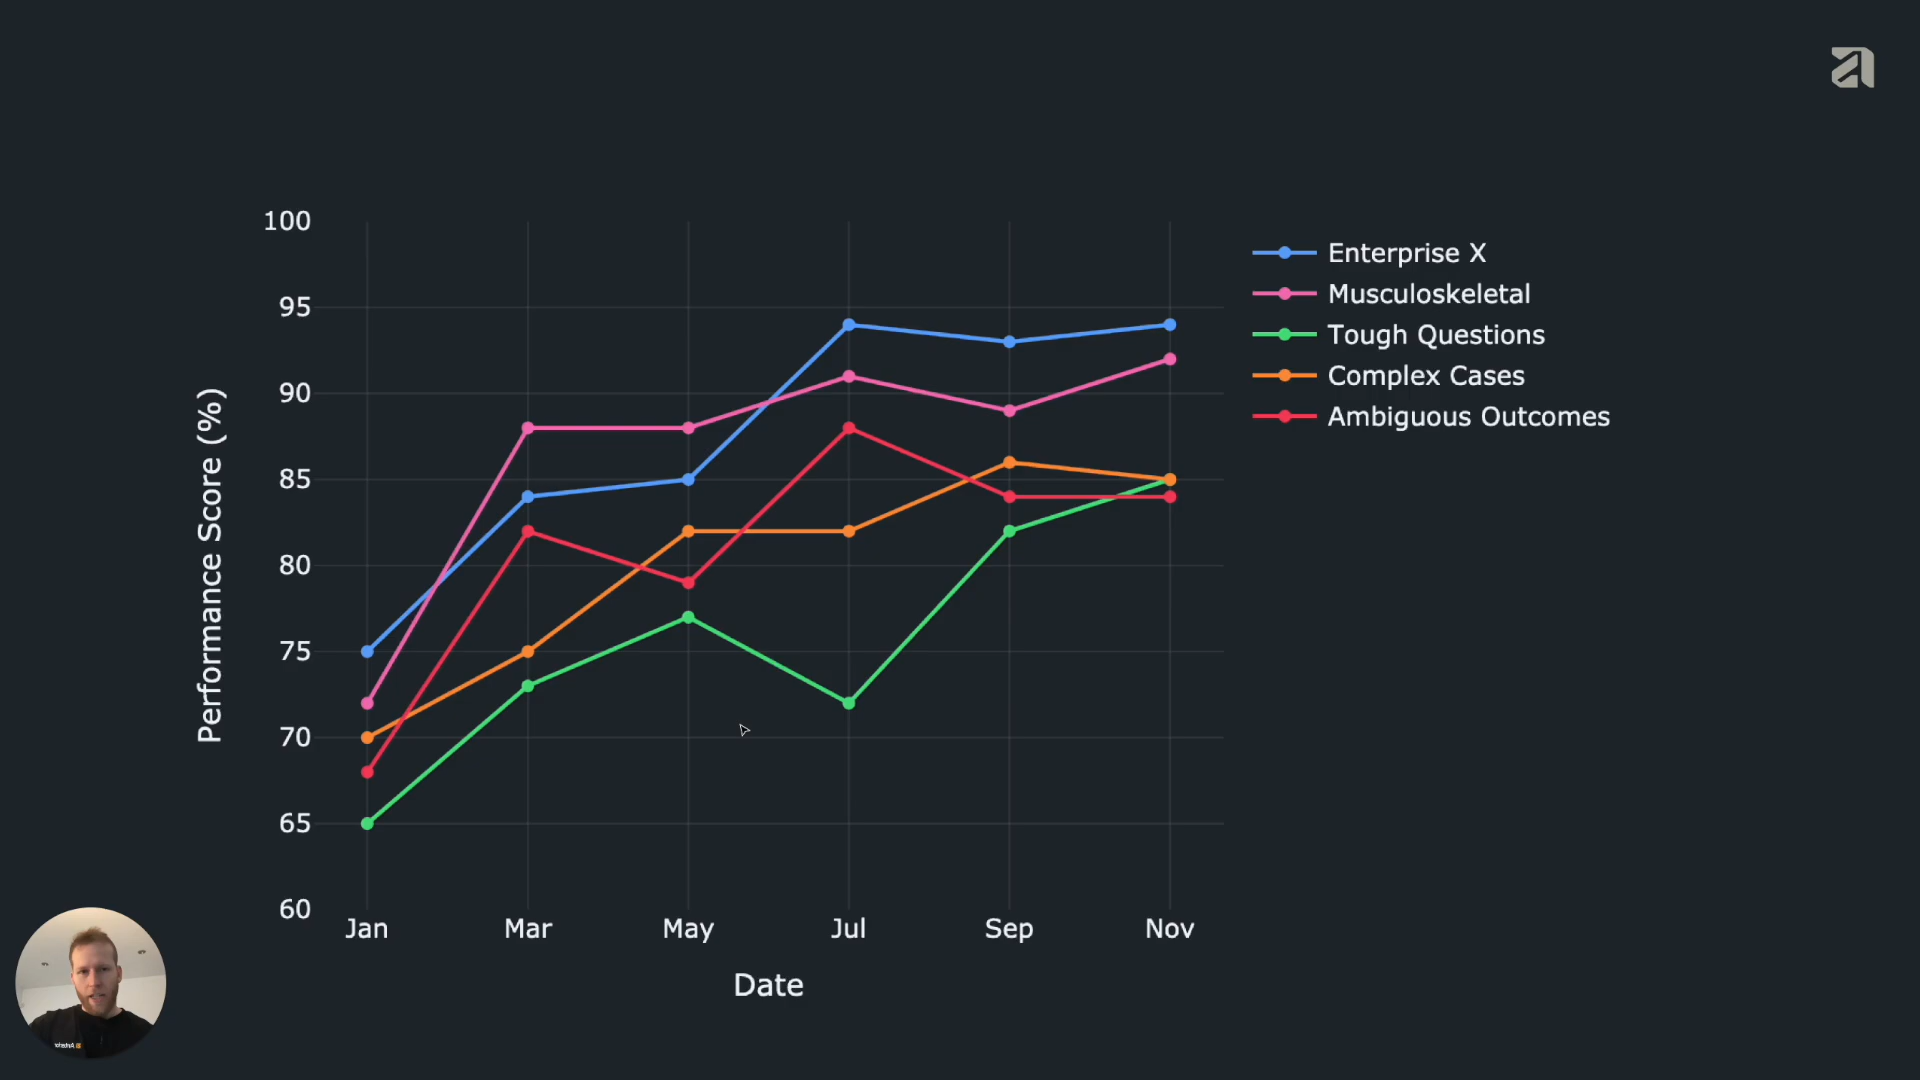 100
95
90
85
80
75
70
65
60
Performance Score (%)
Jan Mar May Jul Sep Nov
Date
Enterprise X
Musculoskeletal
Tough Questions
Complex Cases
Ambiguous Outcomes